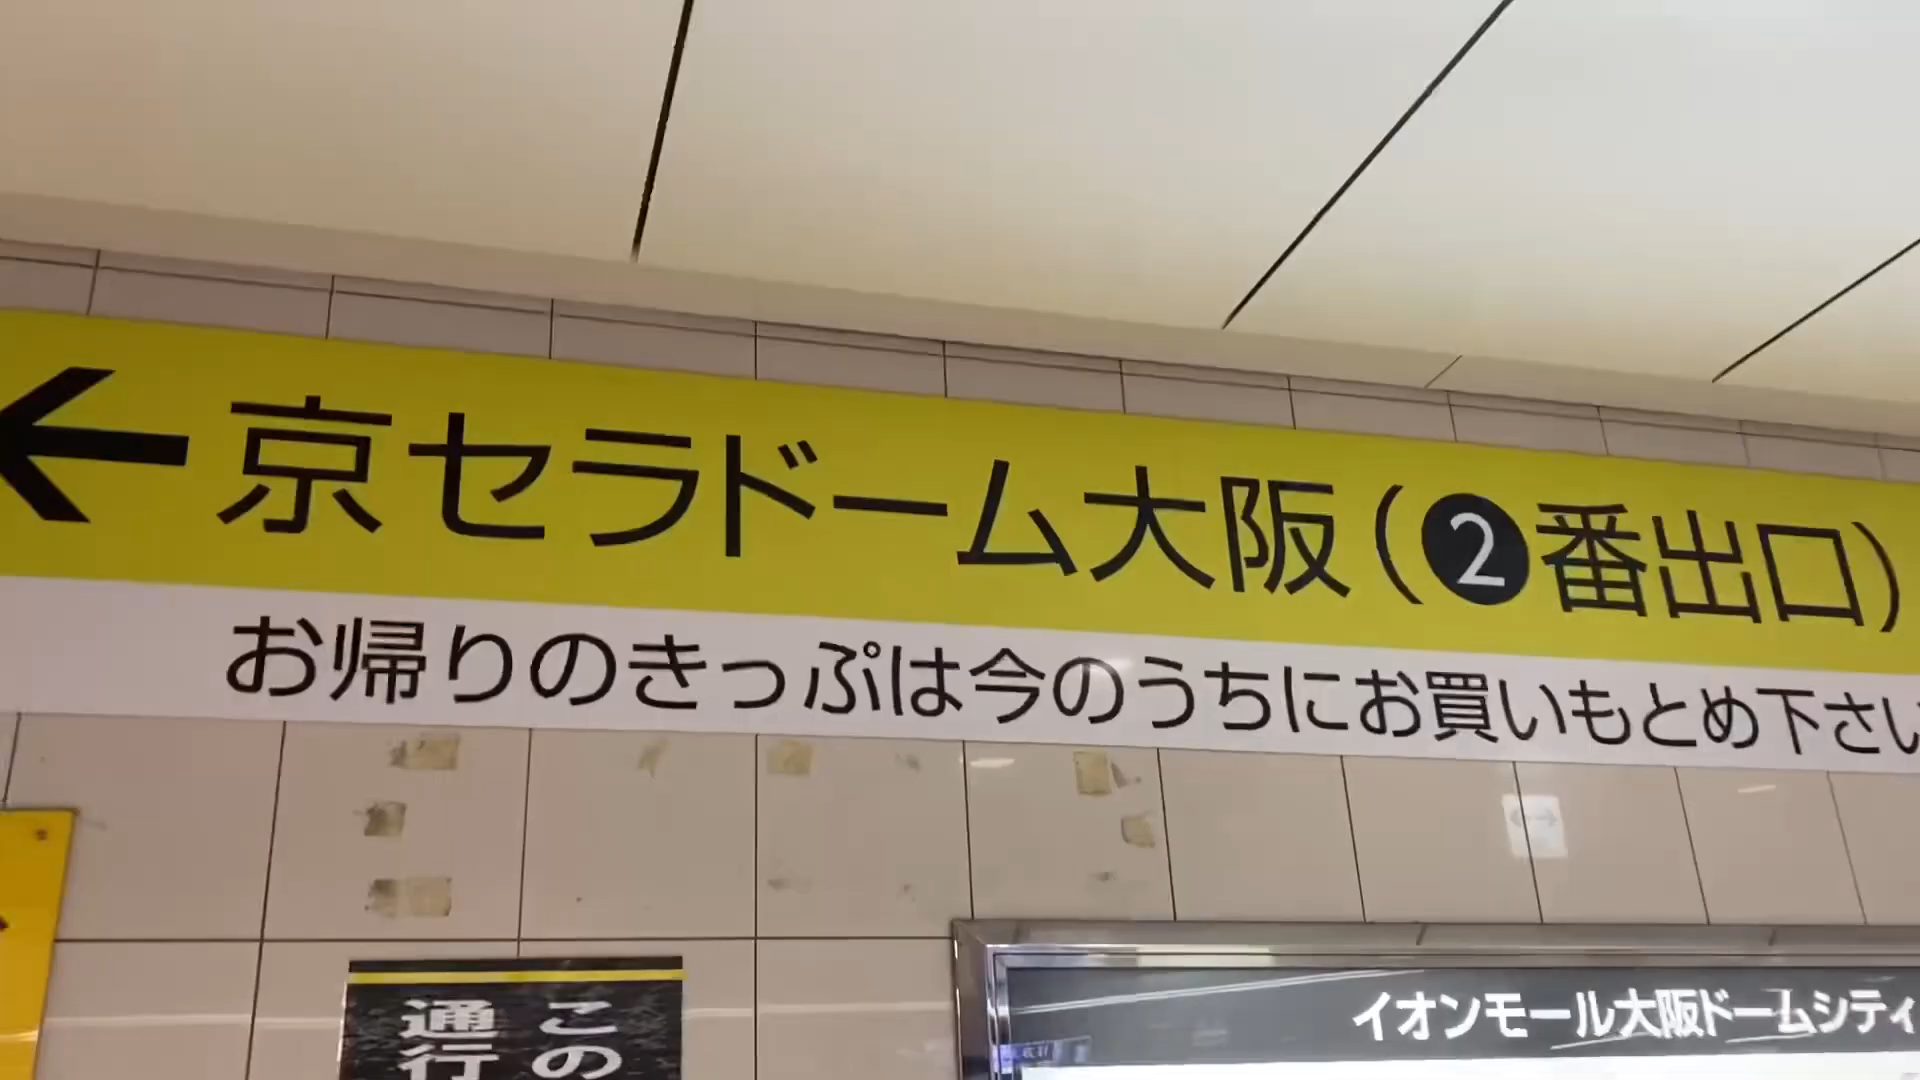 ←京セラドーム大阪(2番出口)
お帰りのきっぷは今のうちにお買いもとめ下さい
この
通行
イオンモール大阪ドームシティ